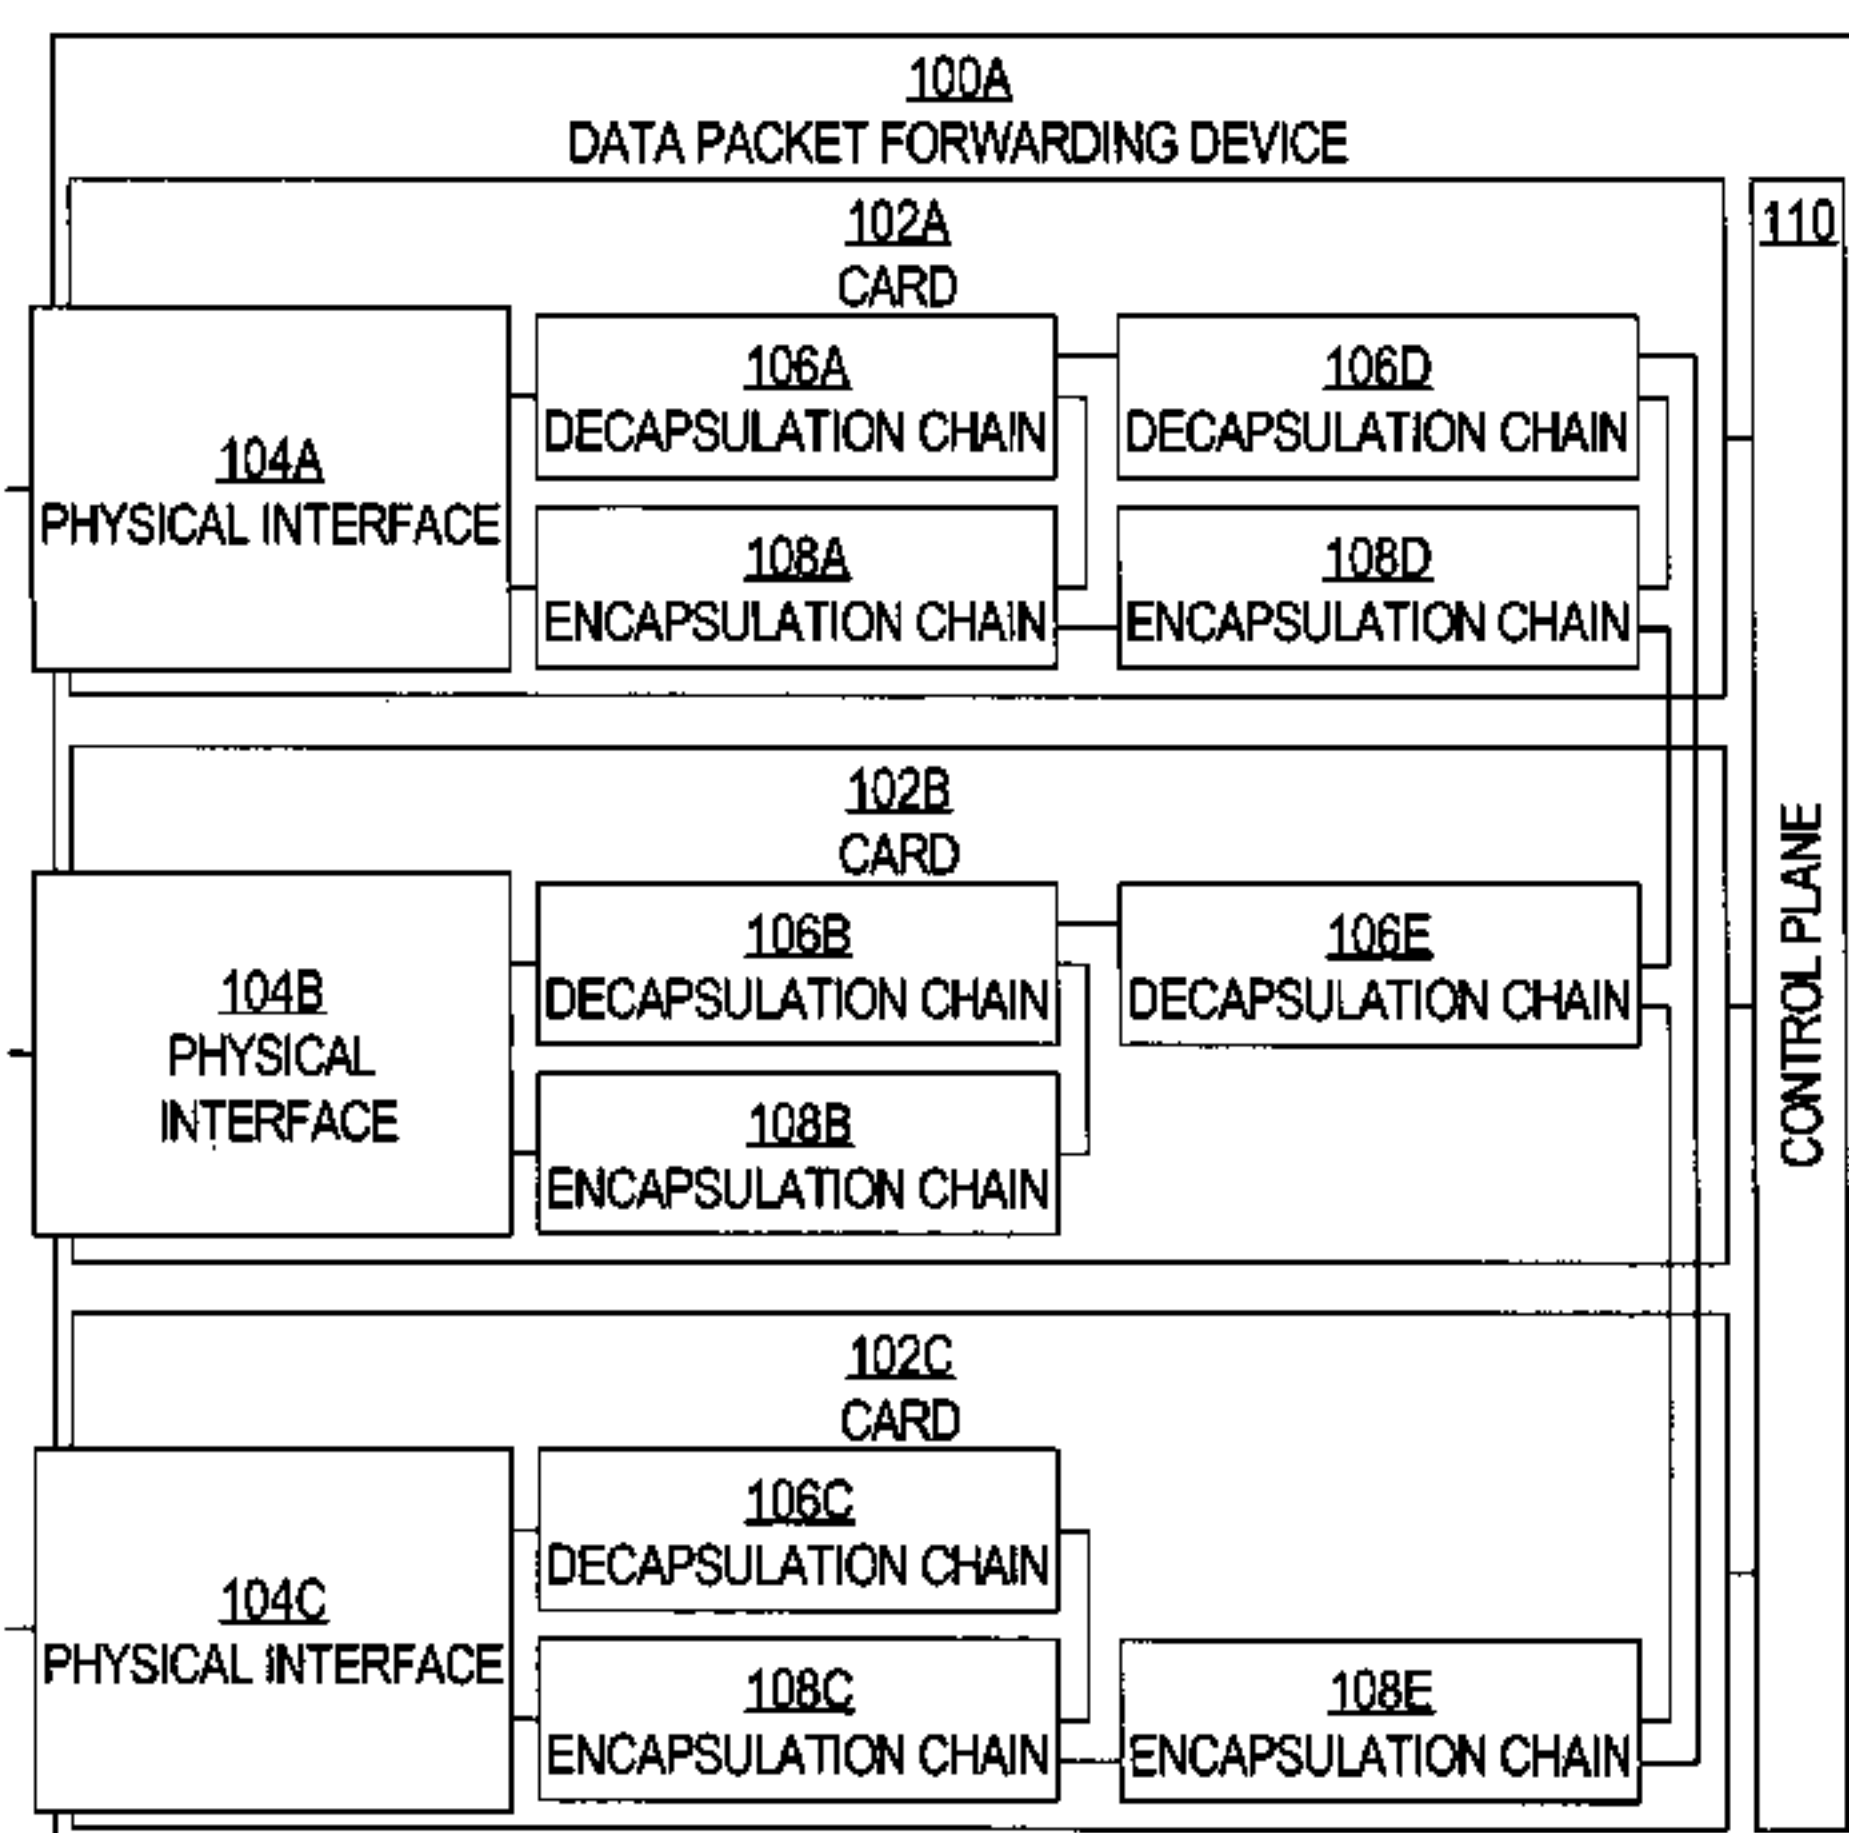 100A
DATA PACKET FORWARDING DEVICE
102A
CARD
110
CONTROL PLANE
104A
PHYSICAL INTERFACE
106A
DECAPSULATION CHAIN
106D
DECAPSULATION CHAIN
108A
ENCAPSULATION CHAIN
108D
ENCAPSULATION CHAIN
102B
CARD
104B
PHYSICAL
INTERFACE
106B
DECAPSULATION CHAIN
106E
DECAPSULATION CHAIN
108B
ENCAPSULATION CHAIN
102C
CARD
104C
PHYSICAL INTERFACE
106C
DECAPSULATION CHAIN
108C
ENCAPSULATION CHAIN
108E
ENCAPSULATION CHAIN